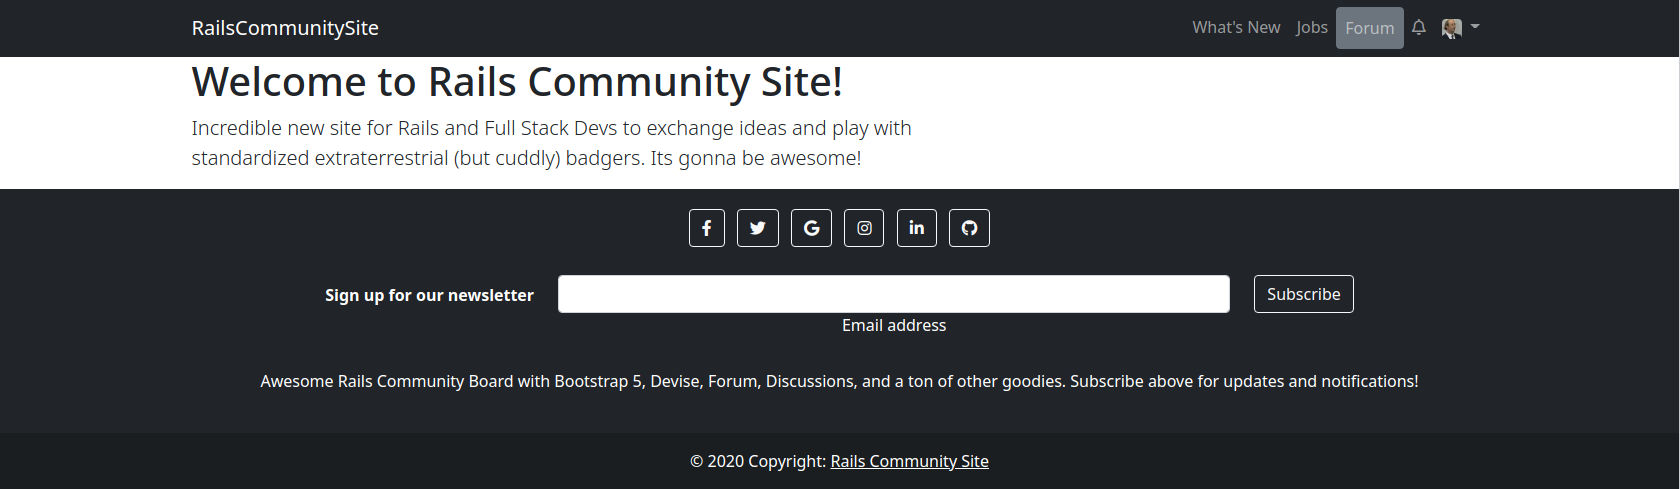 RailsCommunitySite
What's New Jobs Forum
Welcome to Rails Community Site!
Incredible new site for Rails and Full Stack Devs to exchange ideas and play with
standardized extraterrestrial (but cuddly) badgers. Its gonna be awesome!
Sign up for our newsletter Subscribe
Email address
Awesome Rails Community Board with Bootstrap 5, Devise, Forum, Discussions, and a ton of other goodies. Subscribe above for updates and notifications!
© 2020 Copyright: Rails Community Site